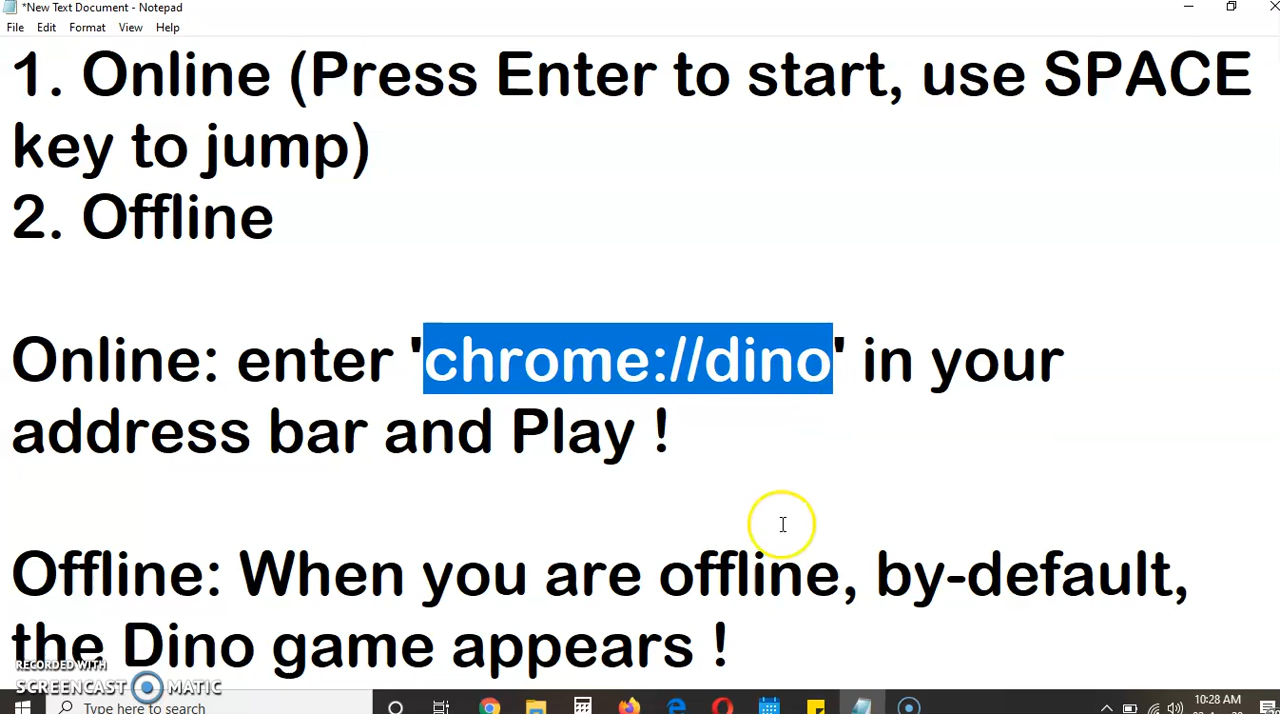 *New Text Document - Notepad
File Edit Format View Help
1. Online (Press Enter to start, use SPACE
key to jump)
2. Offline
Online: enter 'chrome://dino' in your
address bar and Play !
Offline: When you are offline, by-default,
the Dino game appears !
RECORDED WITH
SCREENCAST MATIC
Type here to search
10:28 AM